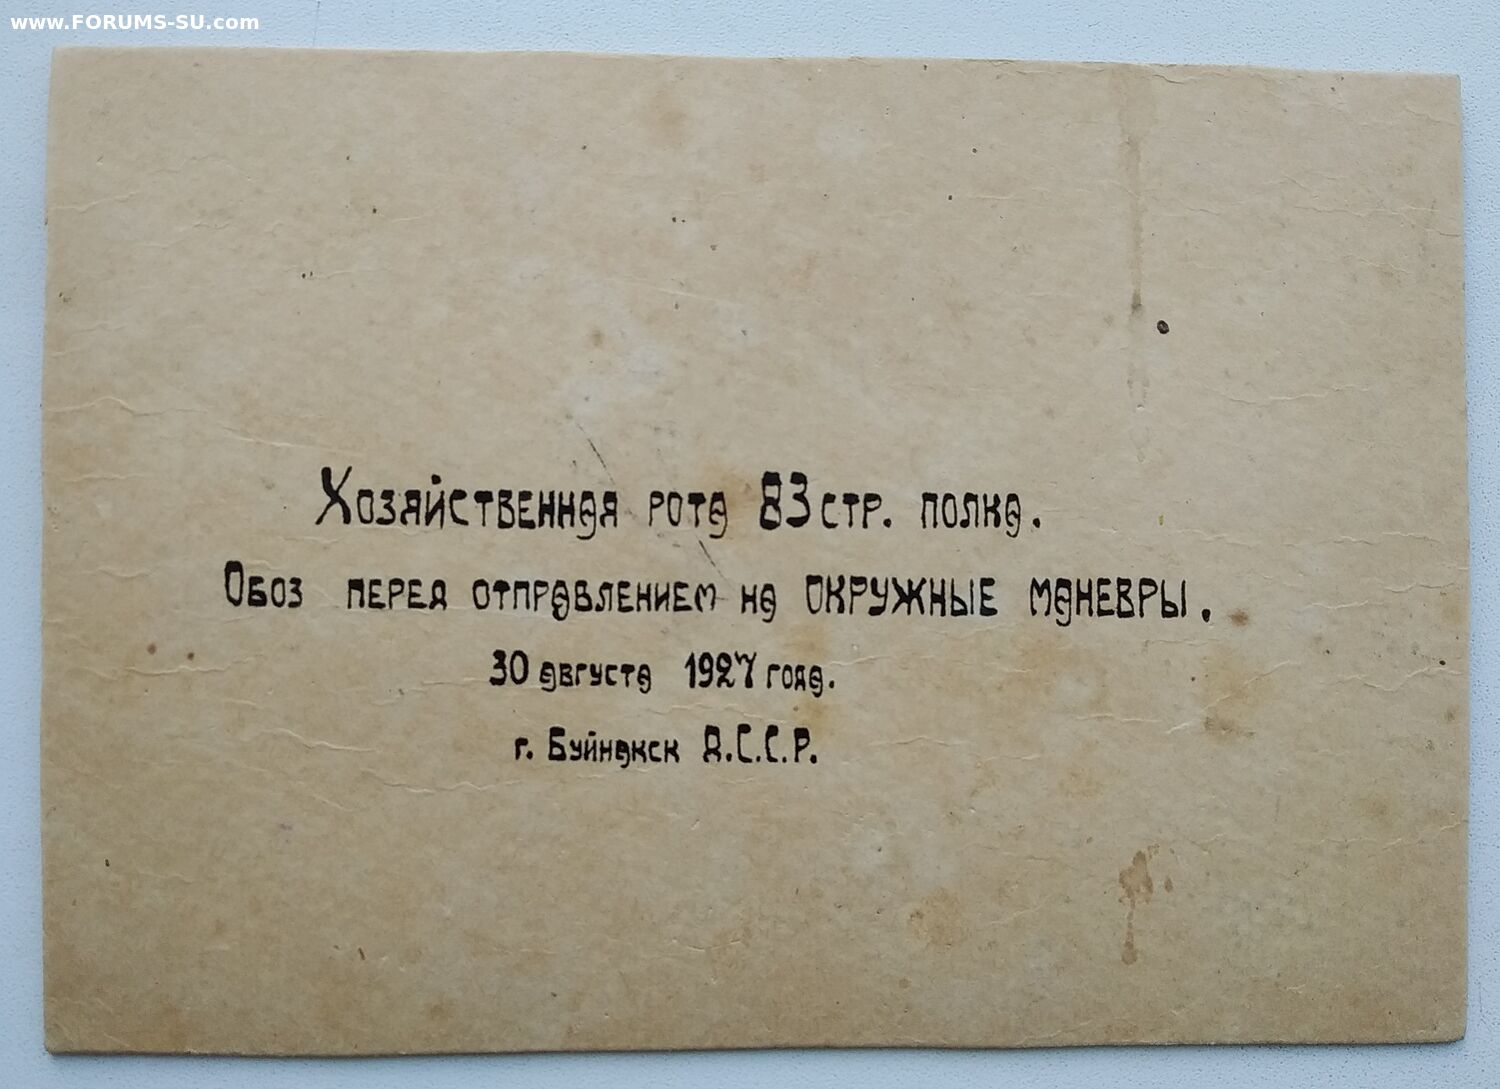 www.FORUMS-SU.com
Хозяйственная рота 83 стр. полка.
Обоз перед отправлением на окружные маневры.
30 августа 1927 года.
г. Буйнакск Д.С.С.Р.